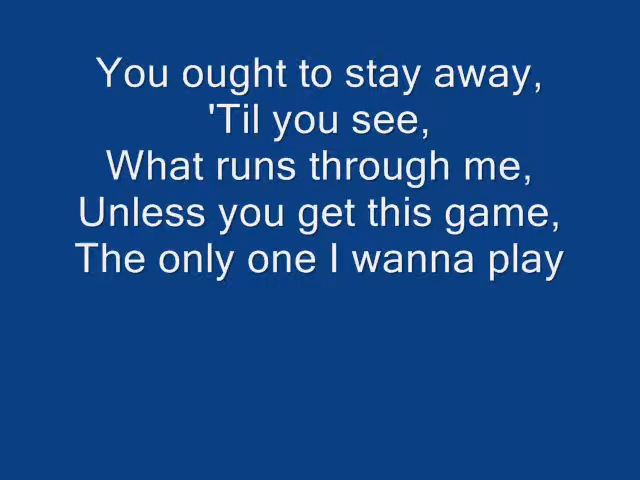 You ought to stay away,
'Til you see,
What runs through me,
Unless you get this game,
The only one I wanna play